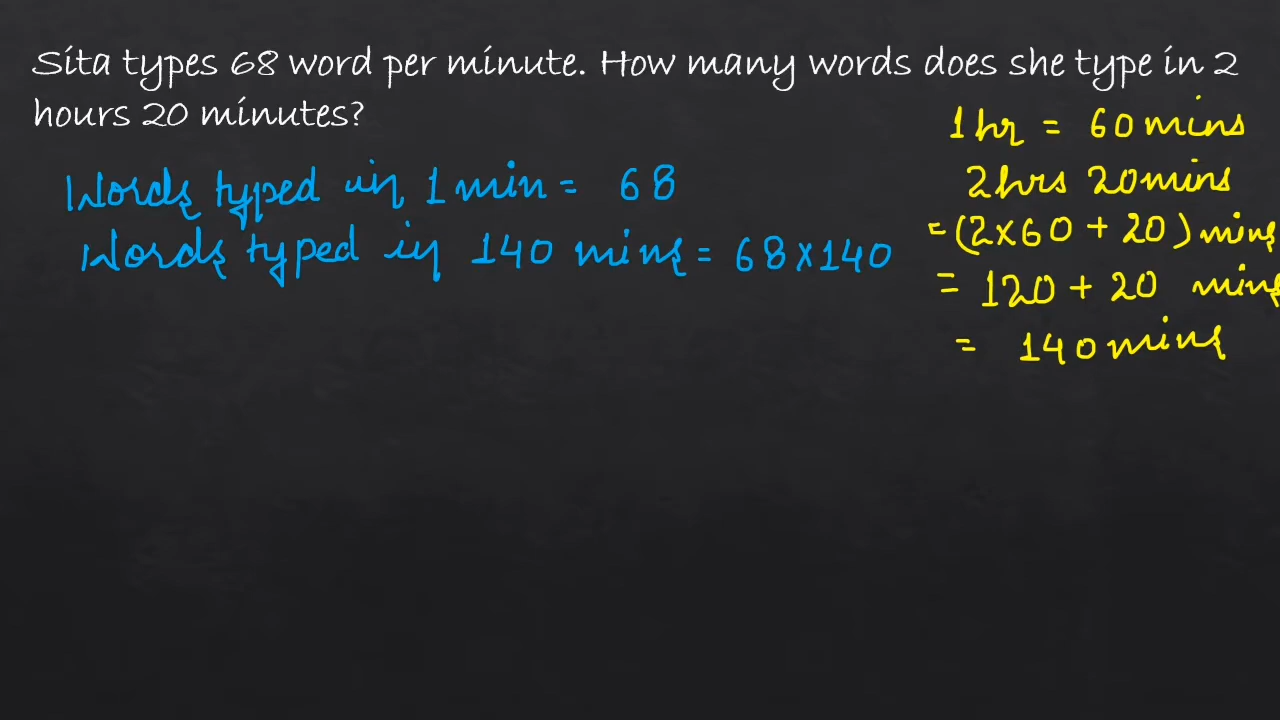 Sita types 68 word per minute. How many words does she type in 2
hours 20 minutes?
Words typed in 1 min = 68
Words typed in 140 mins = 68 x 140
1 hr = 60 mins
2 hrs 20 mins
= (2 x 60 + 20) mins
= 120 + 20 mins
= 140 mins